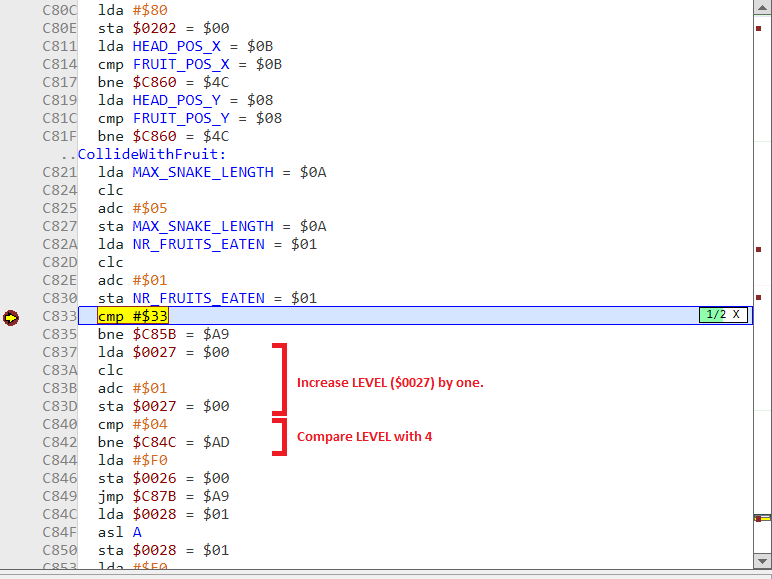 C80C lda #$80
C80E sta $0202 = $00
C811 lda HEAD_POS_X = $0B
C814 cmp FRUIT_POS_X = $0B
C817 bne $C860 = $4C
C819 lda HEAD_POS_Y = $08
C81C cmp FRUIT_POS_Y = $08
C81F bne $C860 = $4C
..CollideWithFruit:
C821 lda MAX_SNAKE_LENGTH = $0A
C824 clc
C825 adc #$05
C827 sta MAX_SNAKE_LENGTH = $0A
C82A lda NR_FRUITS_EATEN = $01
C82D clc
C82E adc #$01
C830 sta NR_FRUITS_EATEN = $01
C833 cmp #$33 1/2 X
C835 bne $C85B = $A9
C837 lda $0027 = $00
C83A clc
C83B adc #$01
Increase LEVEL ($0027) by one.
C83D sta $0027 = $00
C840 cmp #$04
C842 bne $C84C = $AD
Compare LEVEL with 4
C844 lda #$F0
C846 sta $0026 = $00
C849 jmp $C87B = $A9
C84C lda $0028 = $01
C84F asl A
C850 sta $0028 = $01
C853 lda #$F0